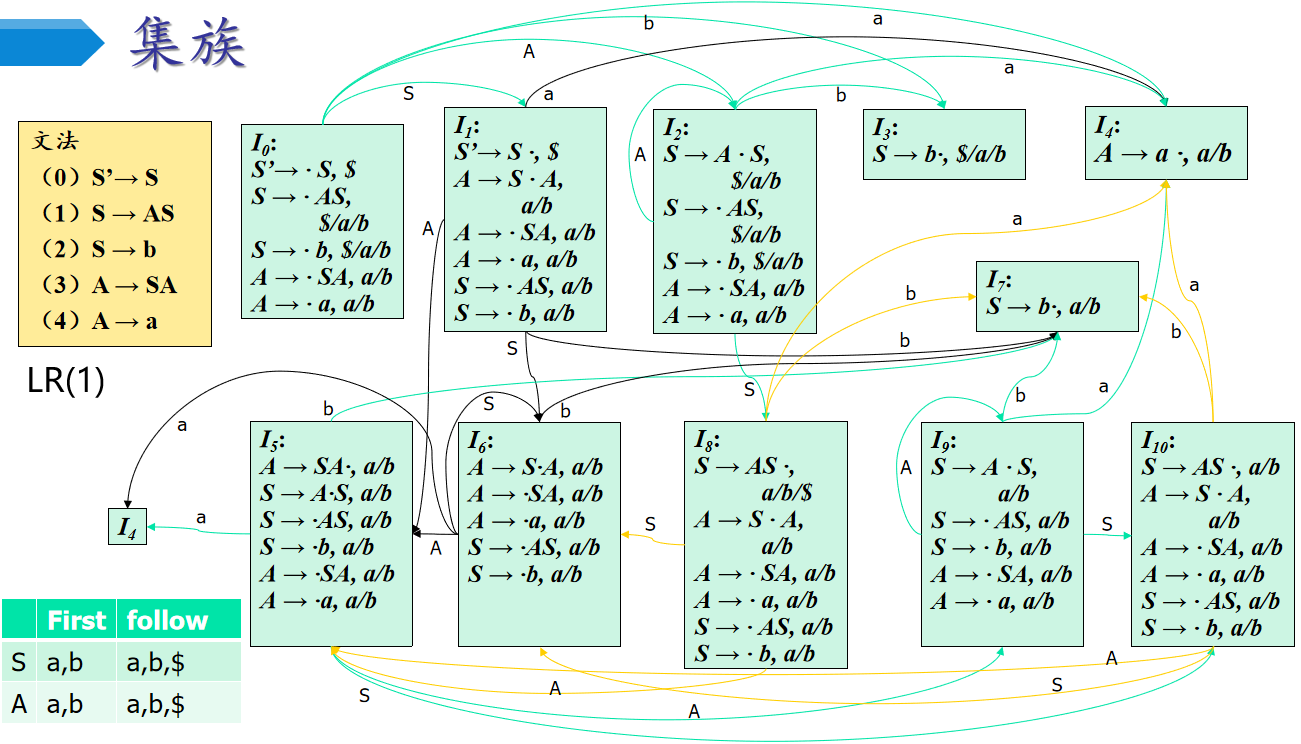 集族
文法
（0）S’→ S
（1）S → AS
（2）S → b
（3）A → SA
（4）A → a
LR(1)
I0:
S’→ · S, $
S → · AS,
$/a/b
S → · b, $/a/b
A → · SA, a/b
A → · a, a/b
I1:
S’→ S ·, $
A → S · A,
a/b
A → · SA, a/b
A → · a, a/b
S → · AS, a/b
S → · b, a/b
I2:
S → A · S,
$/a/b
S → · AS,
$/a/b
S → · b, $/a/b
A → · SA, a/b
A → · a, a/b
I3:
S → b·, $/a/b
I4:
A → a ·, a/b
I7:
S → b·, a/b
I4
I5:
A → SA·, a/b
S → A·S, a/b
S → ·AS, a/b
S → ·b, a/b
A → ·SA, a/b
A → ·a, a/b
I6:
A → S·A, a/b
A → ·SA, a/b
A → ·a, a/b
S → ·AS, a/b
S → ·b, a/b
I8:
S → AS ·,
a/b/$
A → S · A,
a/b
A → · SA, a/b
A → · a, a/b
S → · AS, a/b
S → · b, a/b
I9:
S → A · S,
a/b
S → · AS, a/b
S → · b, a/b
A → · SA, a/b
A → · a, a/b
I10:
S → AS ·, a/b
A → S · A,
a/b
A → · SA, a/b
A → · a, a/b
S → · AS, a/b
S → · b, a/b
First follow
S a,b a,b,$
A a,b a,b,$
S
A
b
a
a
A
S
A
b
a
S
a
b
b
a
b
a
b
S
b
a
a
A
S
A
S
A
S
A
S
A